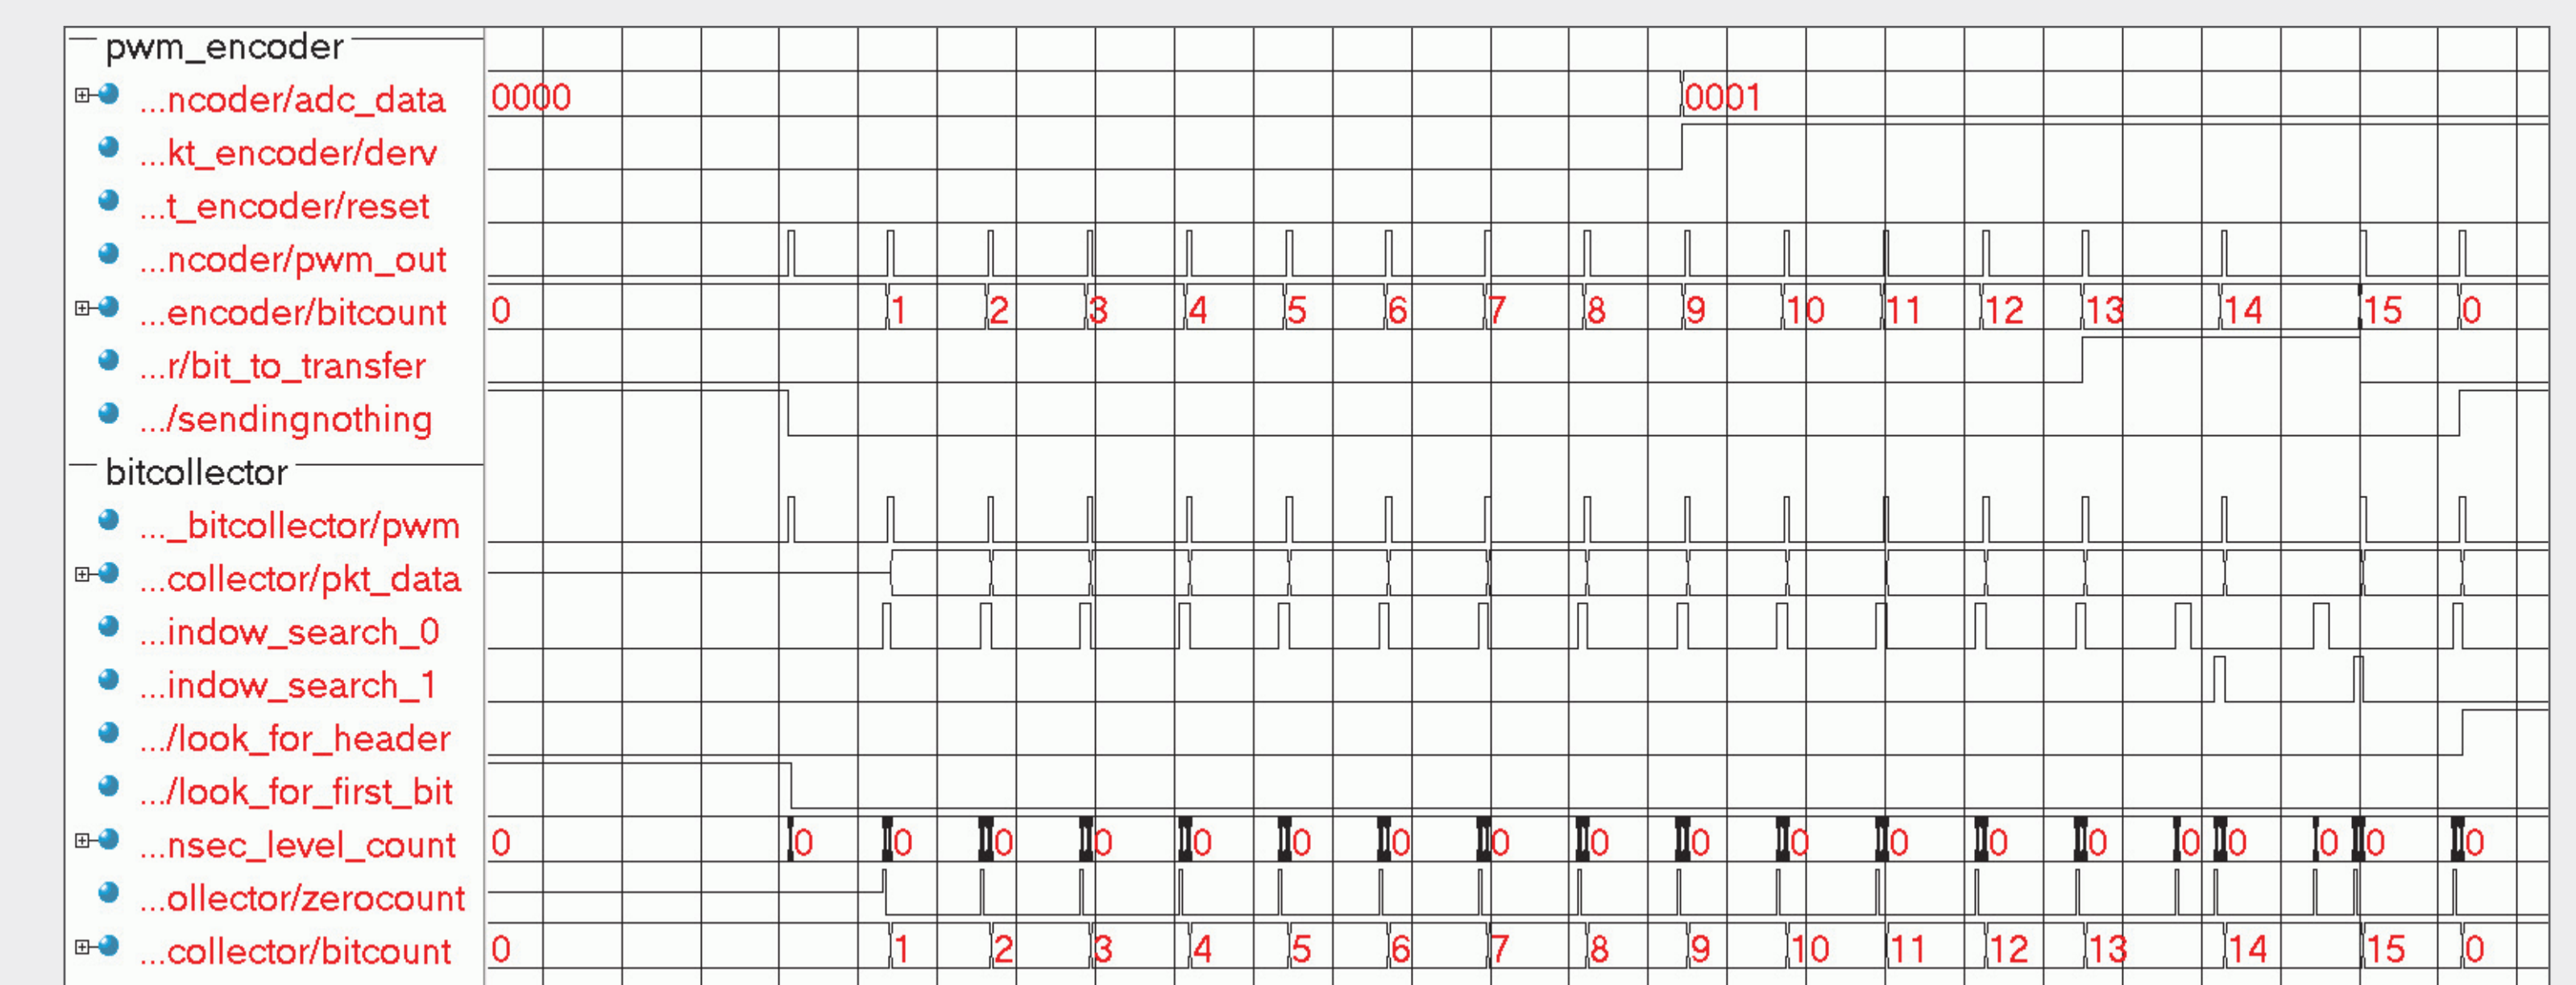 pwm_encoder
...ncoder/adc_data 0000 0001
...kt_encoder/derv
...t_encoder/reset
...ncoder/pwm_out
...encoder/bitcount 0 1 2 3 4 5 6 7 8 9 10 11 12 13 14 15 0
...r/bit_to_transfer
.../sendingnothing
bitcollector
..._bitcollector/pwm
...collector/pkt_data
...indow_search_0
...indow_search_1
.../look_for_header
.../look_for_first_bit
...nsec_level_count 0 0 0 0 0 0 0 0 0 0 0 0 0 0 0 0 0 0 0 0
...ollector/zerocount
...collector/bitcount 0 1 2 3 4 5 6 7 8 9 10 11 12 13 14 15 0